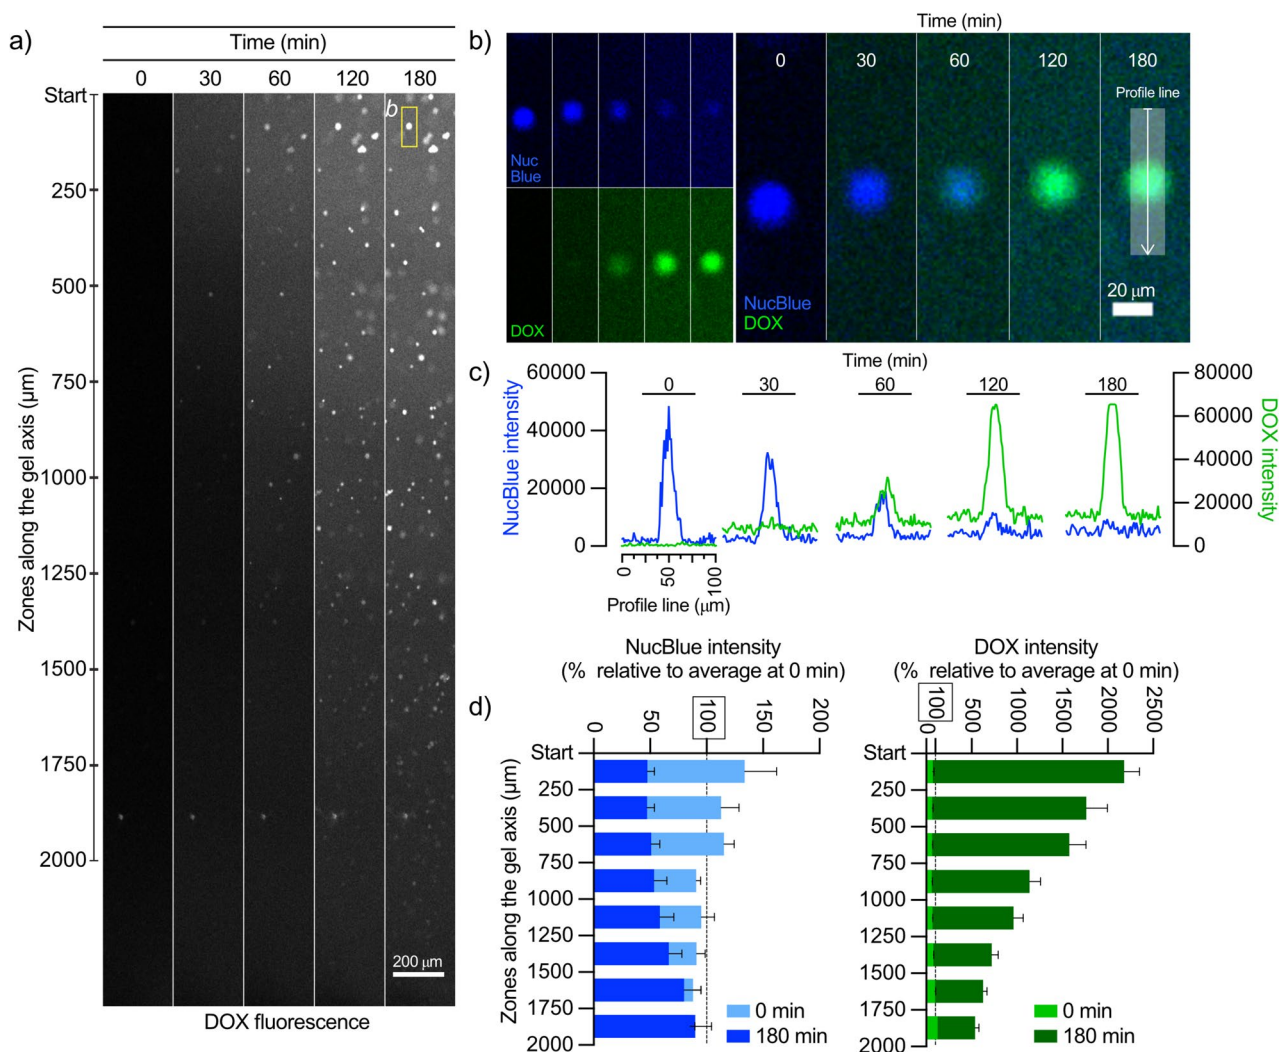 a)
Time (min)
0 30 60 120 180
Start
250
500
750
1000
1250
1500
1750
2000
Zones along the gel axis (µm)
b
200 µm
DOX fluorescence
b)
Time (min)
Nuc
Blue
DOX
0 30 60 120 180
Profile line
NucBlue
DOX
20 µm
c)
Time (min)
0 30 60 120 180
NucBlue intensity
60000
40000
20000
0
80000
60000
40000
20000
0
DOX intensity
0 50 100
Profile line (µm)
d)
NucBlue intensity
(% relative to average at 0 min)
0 50 100 150 200
Start
250
500
750
1000
1250
1500
1750
2000
Zones along the gel axis (µm)
0 min
180 min
DOX intensity
(% relative to average at 0 min)
0 100 500 1000 1500 2000 2500
Start
250
500
750
1000
1250
1500
1750
2000
0 min
180 min